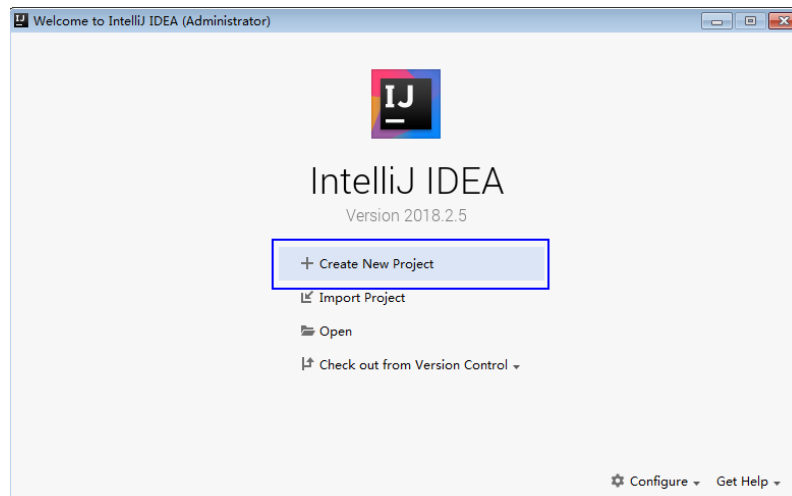 Welcome to IntelliJ IDEA (Administrator)
IJ
IntelliJ IDEA
Version 2018.2.5
Create New Project
Import Project
Open
Check out from Version Control
Configure Get Help